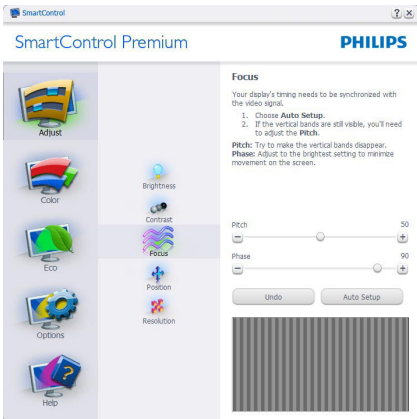 SmartControl
SmartControl Premium
PHILIPS
Adjust
Color
Eco
Options
Help
Brightness
Contrast
Focus
Position
Resolution
Focus
Your display's timing needs to be synchronized with
the video signal.
1. Choose Auto Setup.
2. If the vertical bands are still visible, you'll need
to adjust the Pitch.
Pitch: Try to make the vertical bands disappear.
Phase: Adjust to the brightest setting to minimize
movement on the screen.
Pitch 50
Phase 90
Undo Auto Setup